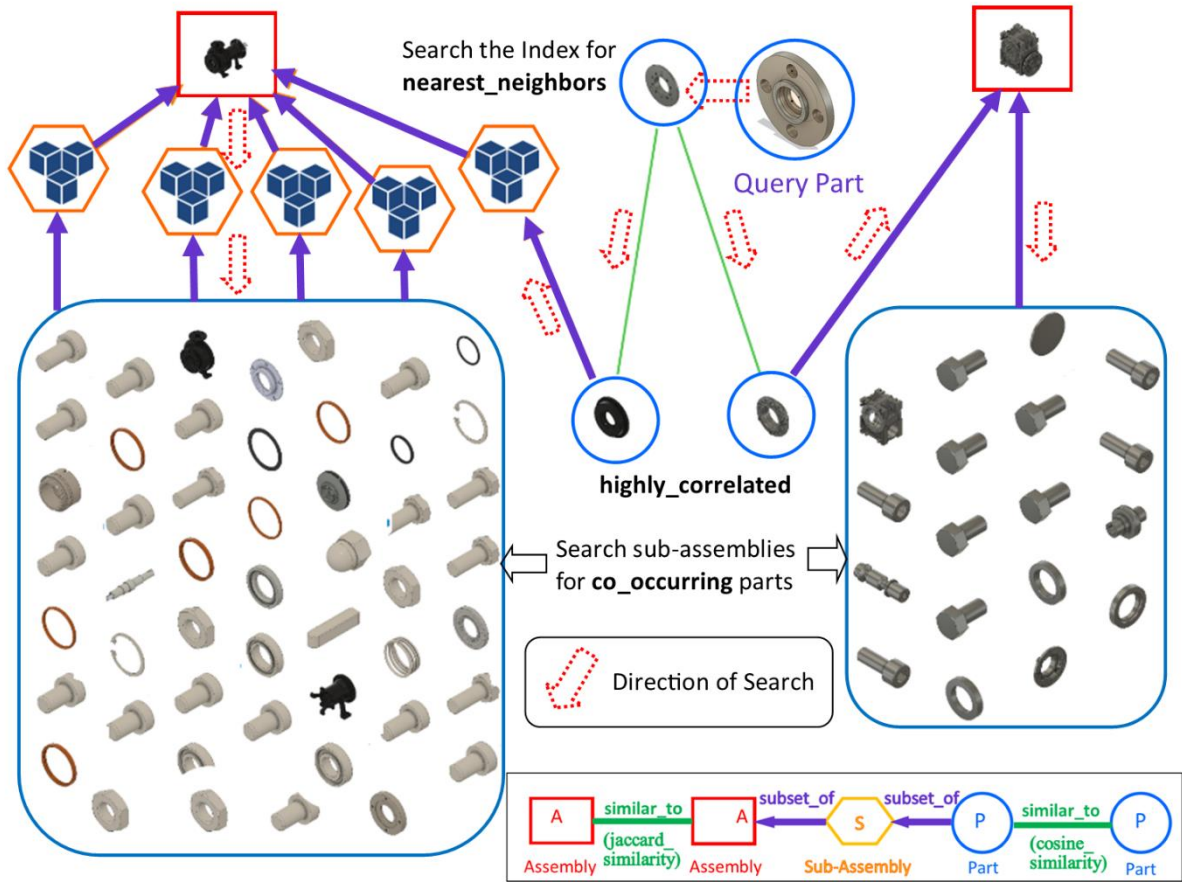 Search the Index for
nearest_neighbors
Query Part
highly_correlated
Search sub-assemblies
for co_occurring parts
Direction of Search
A
similar_to
(jaccard_
similarity)
A
subset_of
S
subset_of
P
similar_to
(cosine_
similarity)
P
Assembly
Assembly
Sub-Assembly
Part
Part